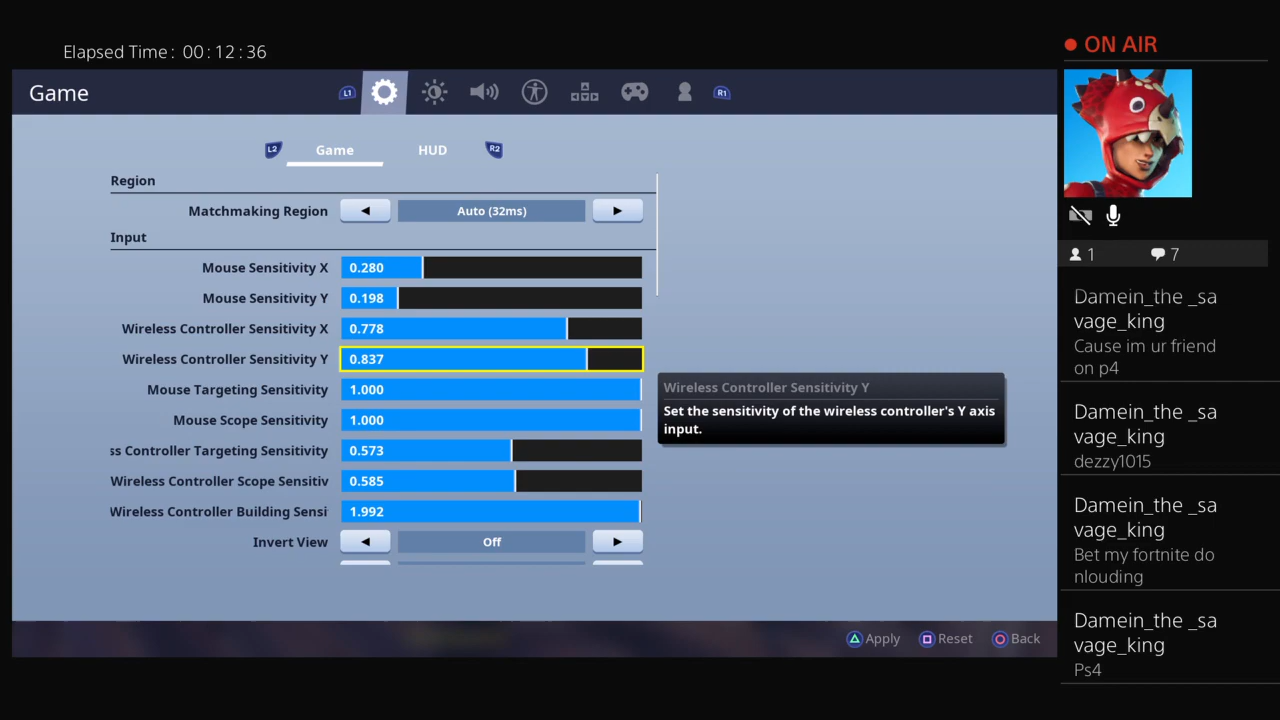 Elapsed Time: 00:12:36
ON AIR
Game
L1
R1
L2
Game
HUD
R2
Region
Matchmaking Region
Auto (32ms)
Input
Mouse Sensitivity X
0.280
Mouse Sensitivity Y
0.198
Wireless Controller Sensitivity X
0.778
Wireless Controller Sensitivity Y
0.837
Mouse Targeting Sensitivity
1.000
Mouse Scope Sensitivity
1.000
ss Controller Targeting Sensitivity
0.573
Wireless Controller Scope Sensitiv
0.585
Wireless Controller Building Sensi
1.992
Invert View
Off
Wireless Controller Sensitivity Y
Set the sensitivity of the wireless controller's Y axis
input.
Apply
Reset
Back
1
7
Damein_the _sa
vage_king
Cause im ur friend
on p4
Damein_the _sa
vage_king
dezzy1015
Damein_the _sa
vage_king
Bet my fortnite do
nlouding
Damein_the _sa
vage_king
Ps4